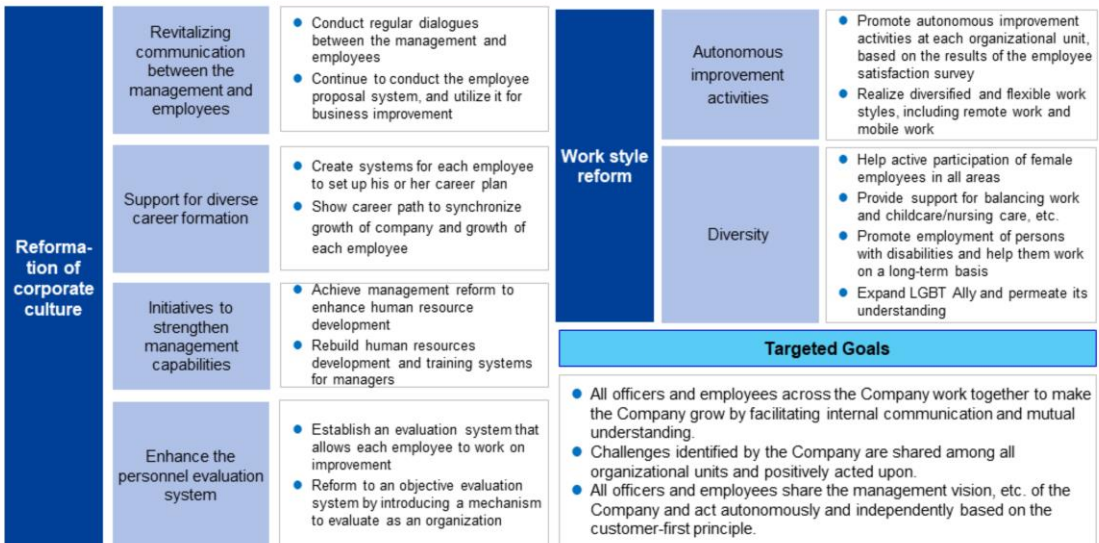 Reforma-
tion of
corporate
culture
Revitalizing
communication
between the
management and
employees
Conduct regular dialogues
between the management and
employees
Continue to conduct the employee
proposal system, and utilize it for
business improvement
Support for diverse
career formation
Create systems for each employee
to set up his or her career plan
Show career path to synchronize
growth of company and growth of
each employee
Initiatives to
strengthen
management
capabilities
Achieve management reform to
enhance human resource
development
Rebuild human resources
development and training systems
for managers
Enhance the
personnel evaluation
system
Establish an evaluation system that
allows each employee to work on
improvement
Reform to an objective evaluation
system by introducing a mechanism
to evaluate as an organization
Work style
reform
Autonomous
improvement
activities
Promote autonomous improvement
activities at each organizational unit,
based on the results of the employee
satisfaction survey
Realize diversified and flexible work
styles, including remote work and
mobile work
Diversity
Help active participation of female
employees in all areas
Provide support for balancing work
and childcare/nursing care, etc.
Promote employment of persons
with disabilities and help them work
on a long-term basis
Expand LGBT Ally and permeate its
understanding
Targeted Goals
All officers and employees across the Company work together to make
the Company grow by facilitating internal communication and mutual
understanding.
Challenges identified by the Company are shared among all
organizational units and positively acted upon.
All officers and employees share the management vision, etc. of the
Company and act autonomously and independently based on the
customer-first principle.